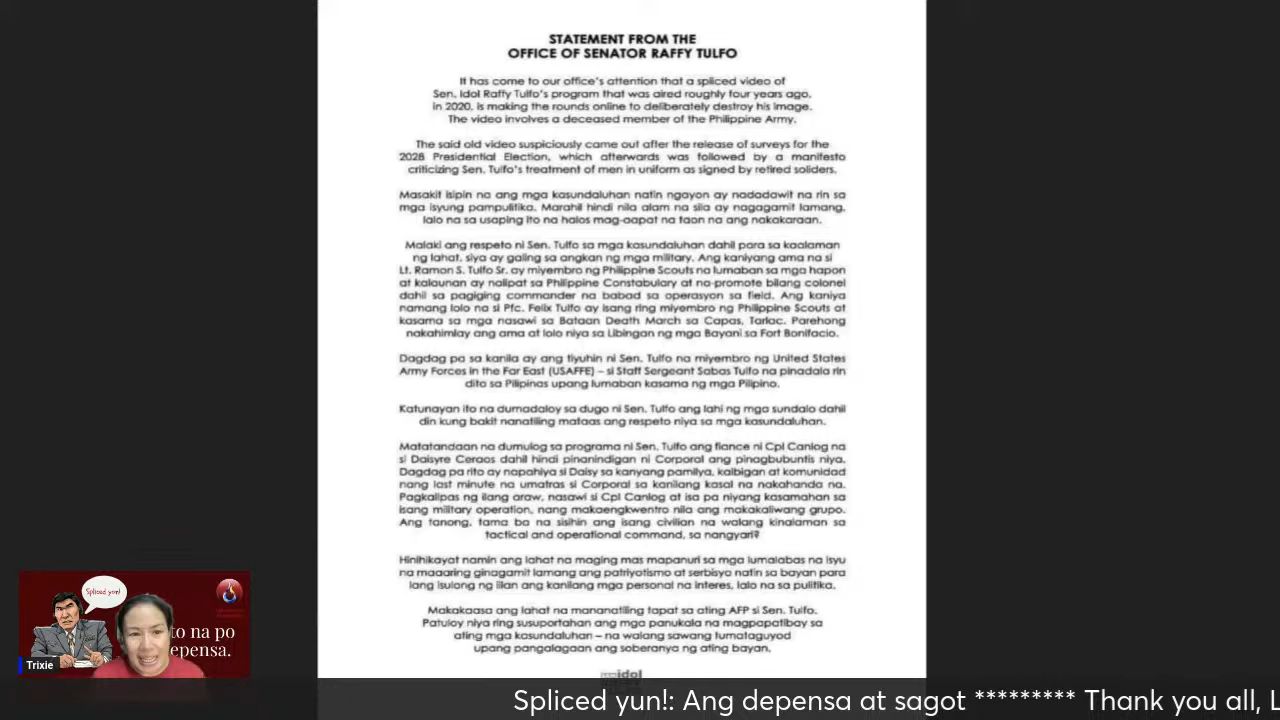 STATEMENT FROM THE
OFFICE OF SENATOR RAFFY TULFO
It has come to our office's attention that a spliced video of
Sen. Idol Raffy Tulfo's program that was aired roughly four years ago,
in 2020, is making the rounds online to deliberately destroy his image.
The video involves a deceased member of the Philippine Army.
The said old video suspiciously came out after the release of surveys for the
2028 Presidential Election, which afterwards was followed by a manifesto
criticizing Sen. Tulfo's treatment of men in uniform as signed by retired soliders.
Masakit isipin na ang mga kasundaluhan natin ngayon ay nadadawit na rin sa
mga isyung pampulitika. Marahil hindi nila alam na sila ay nagagamit lamang,
lalo na sa usaping ito na halos mag-aapat na taon na ang nakakaraan.
Malaki ang respeto ni Sen. Tulfo sa mga kasundaluhan dahil para sa kaalaman
ng lahat, siya ay galing sa angkan ng mga military. Ang kaniyang ama na si
Lt. Ramon S. Tulfo Sr. ay miyembro ng Philippine Scouts na lumaban sa mga hapon
at kalaunan ay nalipat sa Philippine Constabulary at na-promote bilang colonel
dahil sa pagiging commander na babad sa operasyon sa field. Ang kaniya
namang lolo na si Pfc. Felix Tulfo ay isang ring miyembro ng Philippine Scouts at
kasama sa mga nasawi sa Bataan Death March sa Capas, Tarlac. Parehong
nakahimlay ang ama at lolo niya sa Libingan ng mga Bayani sa Fort Bonifacio.
Dagdag pa sa kanila ay ang tiyuhin ni Sen. Tulfo na miyembro ng United States
Army Forces in the Far East (USAFFE) – si Staff Sergeant Sabas Tulfo na pinadala rin
dito sa Pilipinas upang lumaban kasama ng mga Pilipino.
Katunayan ito na dumadaloy sa dugo ni Sen. Tulfo ang lahi ng mga sundalo dahil
din kung bakit nanatiling mataas ang respeto niya sa mga kasundaluhan.
Matatandaan na dumulog sa programa ni Sen. Tulfo ang fiance ni Cpl Canlog na
si Daisyre Ceraos dahil hindi pinanindigan ni Corporal ang pinagbubuntis niya.
Dagdag pa rito ay napahiya si Daisy sa kanyang pamilya, kaibigan at komunidad
nang last minute na umatras si Corporal sa kanilang kasal na nakahanda na.
Pagkalipas ng ilang araw, nasawi si Cpl Canlog at isa pa niyang kasamahan sa
isang military operation, nang makaengkwentro nila ang makakaliwang grupo.
Ang tanong, tama ba na sisihin ang isang civilian na walang kinalaman sa
tactical and operational command, sa nangyari?
Hinihikayat namin ang lahat na maging mas mapanuri sa mga lumalabas na isyu
na maaaring ginagamit lamang ang patriyotismo at serbisyo natin sa bayan para
lang isulong ng iilan ang kanilang mga personal na interes, lalo na sa pulitika.
Makakaasa ang lahat na mananatiling tapat sa ating AFP si Sen. Tulfo.
Patuloy niya ring susuportahan ang mga panukala na magpapatibay sa
ating mga kasundaluhan – na walang sawang tumataguyod
upang pangalagaan ang soberanya ng ating bayan.
idol
Spliced yun!
to na po
epensa.
Trixie
Spliced yun!: Ang depensa at sagot ********* Thank you all, L